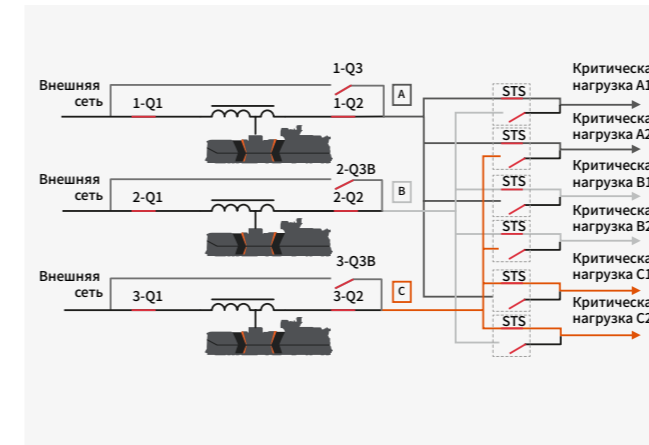 1-Q3
A
Внешняя
сеть
1-Q1
1-Q2
STS
Критическа
нагрузка A1
STS
Критическа
нагрузка A2
2-Q3B
B
Внешняя
сеть
2-Q1
2-Q2
STS
Критическа
нагрузка B1
STS
Критическа
нагрузка B2
3-Q3B
C
Внешняя
сеть
3-Q1
3-Q2
STS
Критическа
нагрузка C1
STS
Критическа
нагрузка C2